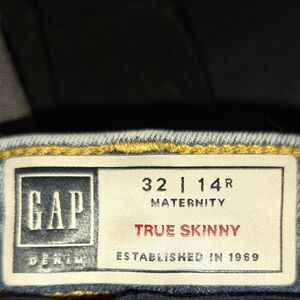 GAP
DENIM
32 | 14R
MATERNITY
TRUE SKINNY
ESTABLISHED IN 1969